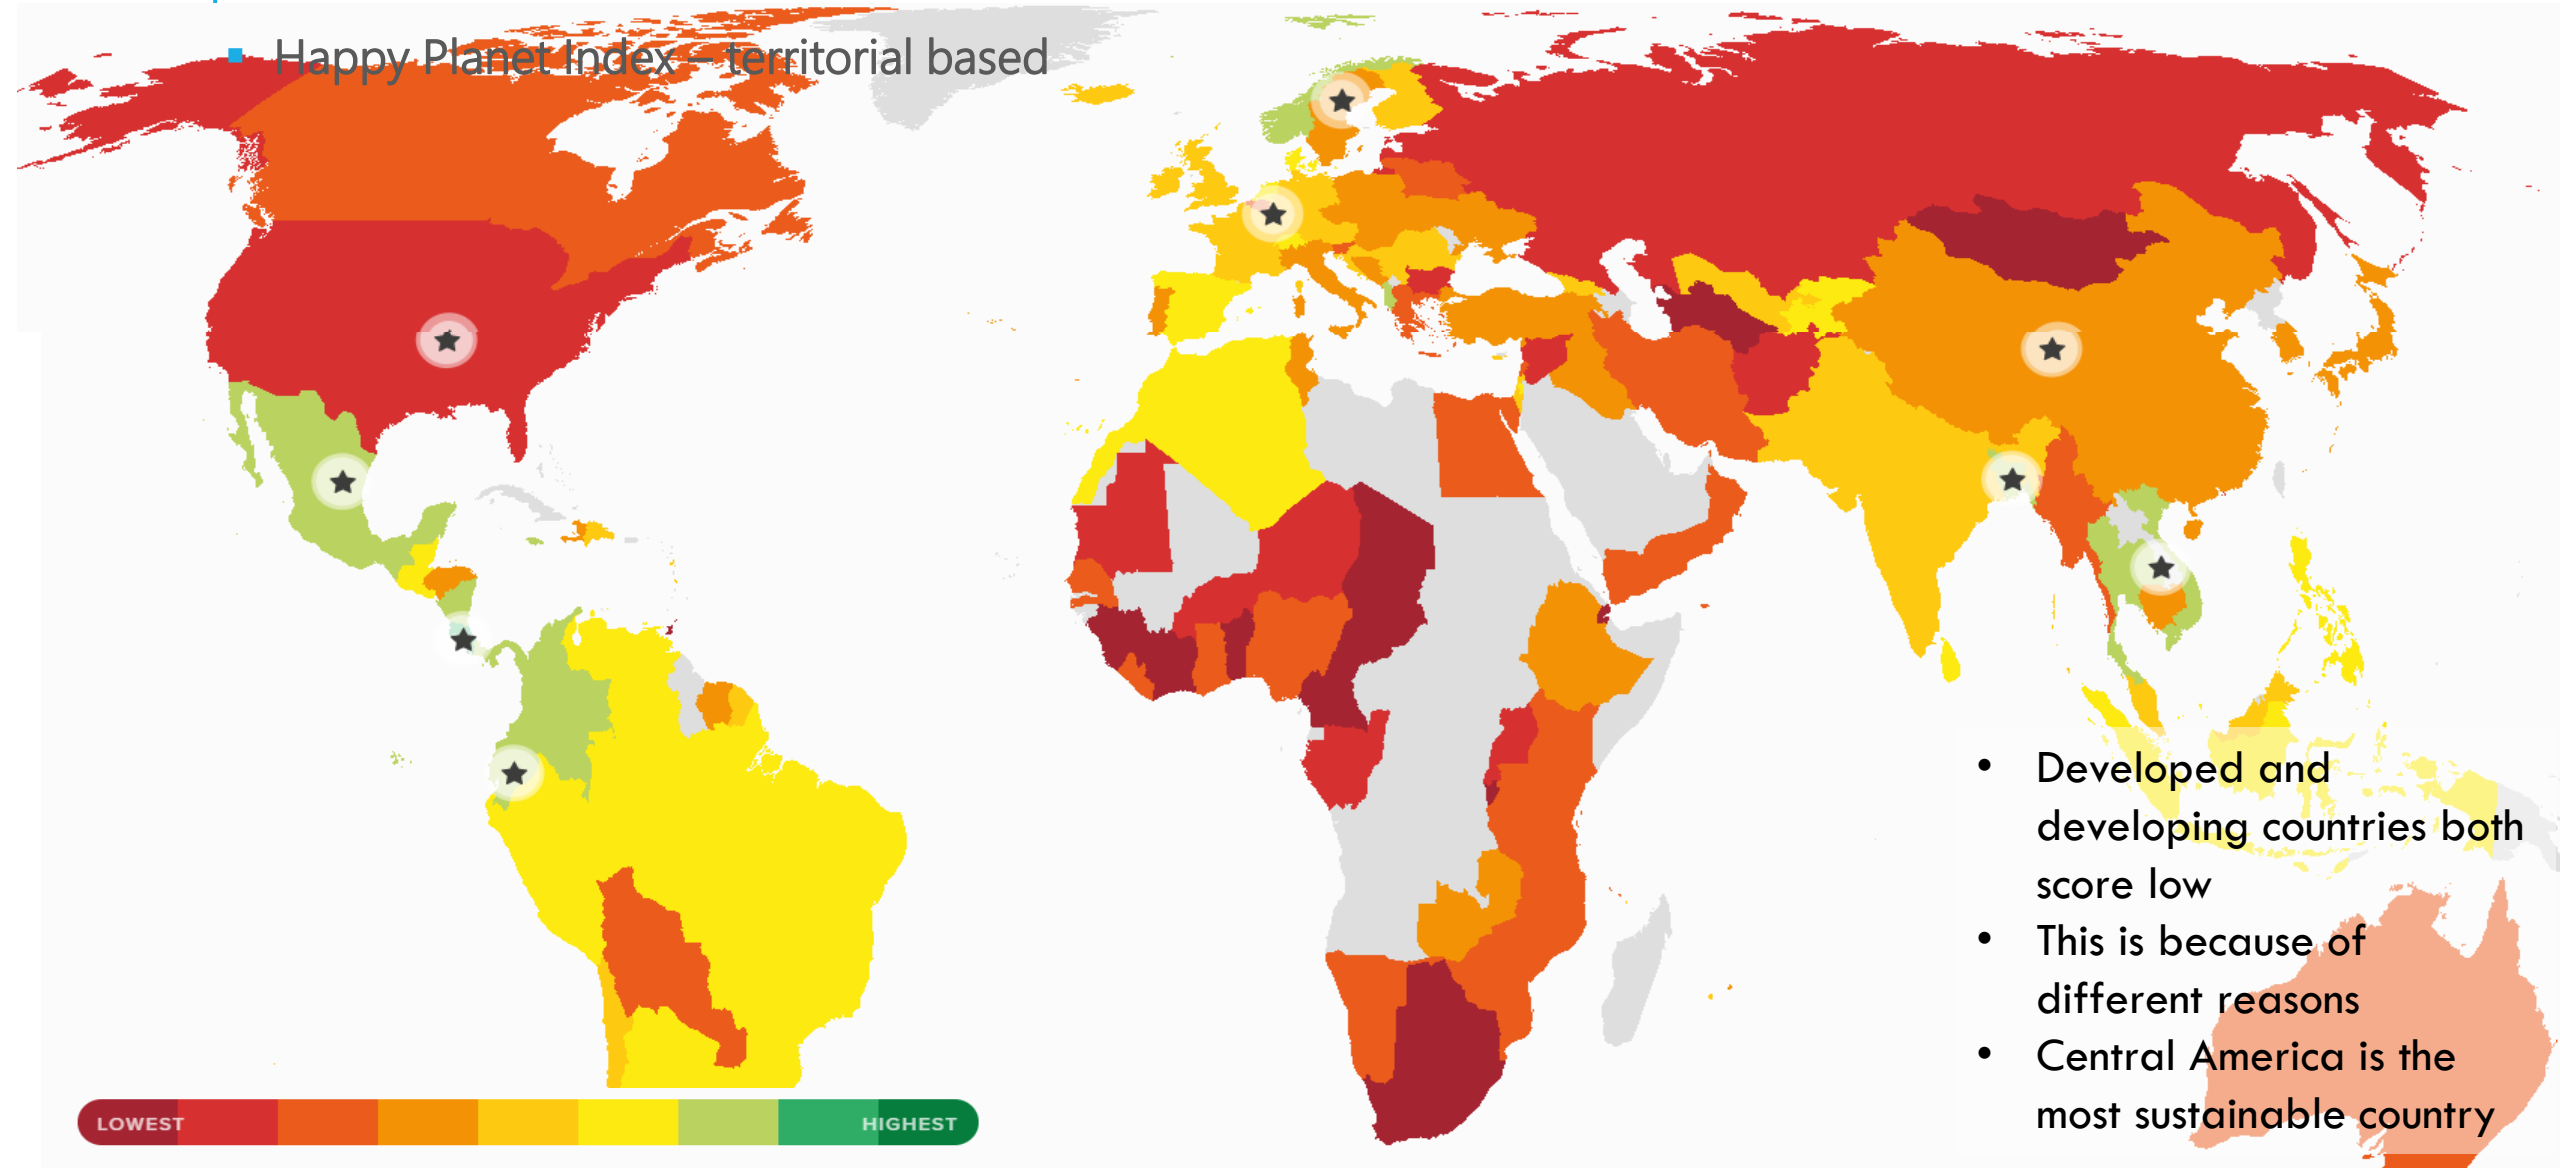 ▪ Happy Planet Index – territorial based
• Developed and
developing countries both
score low
• This is because of
different reasons
• Central America is the
most sustainable country
LOWEST HIGHEST